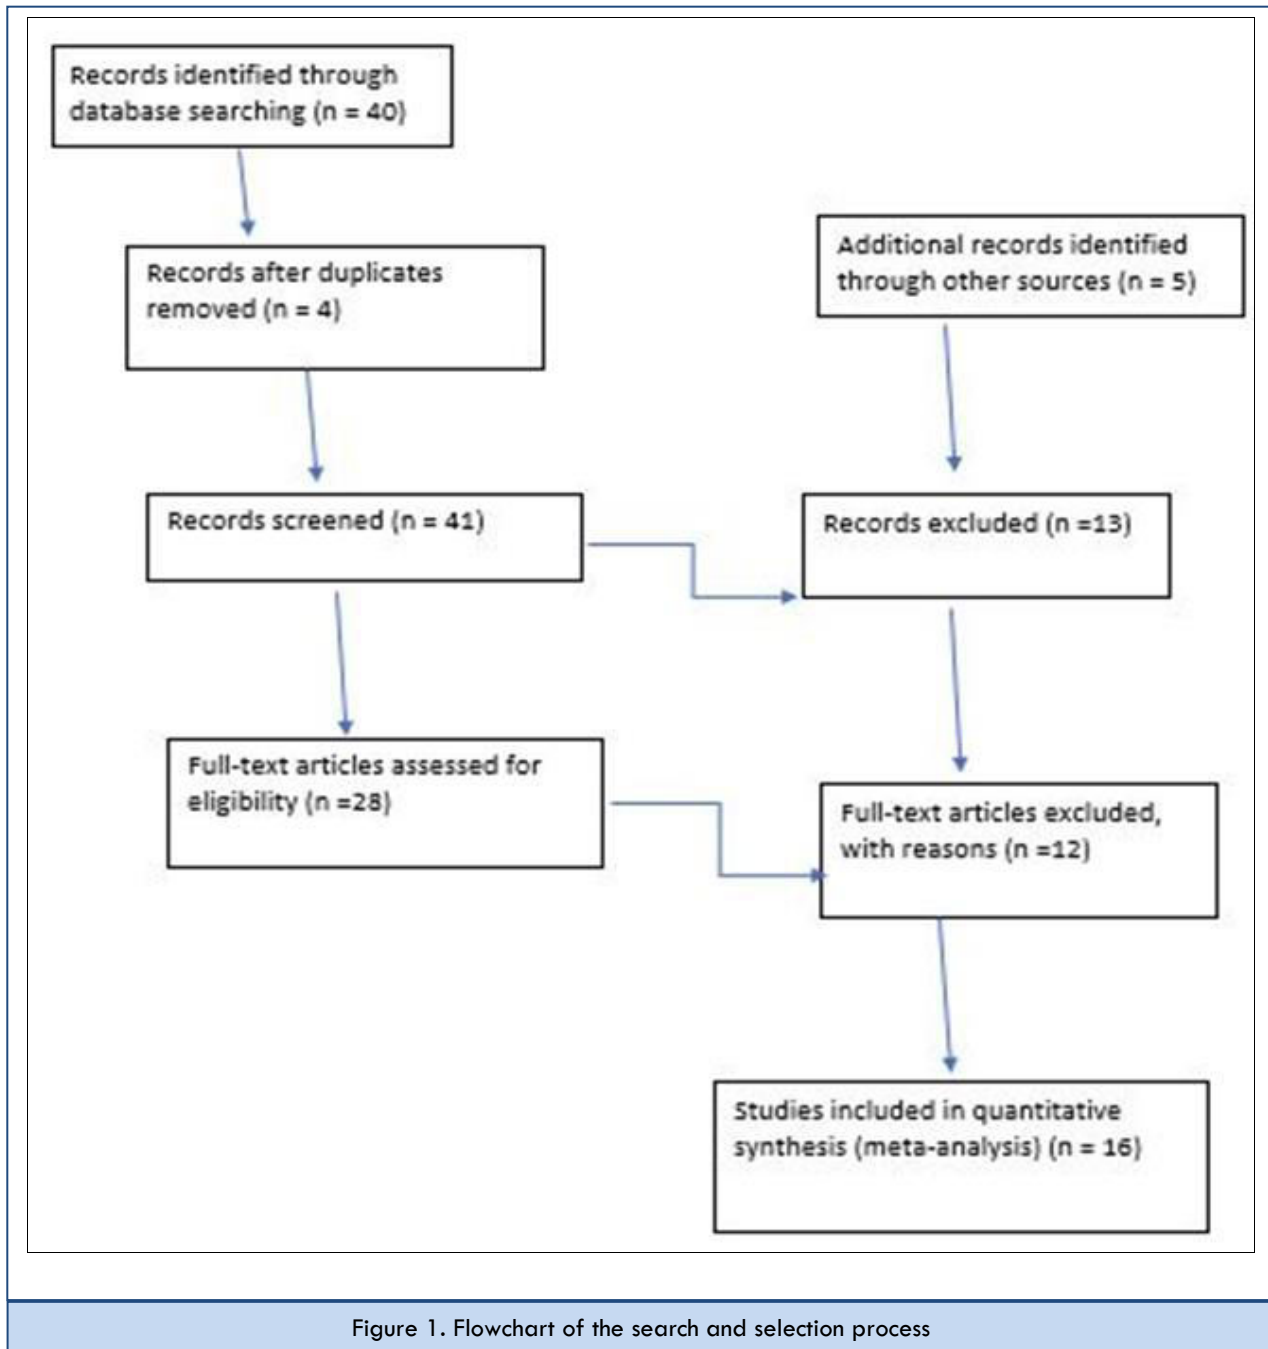 Records identified through
database searching (n = 40)
Additional records identified
through other sources (n = 5)
Records after duplicates
removed (n = 4)
Records screened (n = 41)
Records excluded (n =13)
Full-text articles assessed for
eligibility (n =28)
Full-text articles excluded,
with reasons (n =12)
Studies included in quantitative
synthesis (meta-analysis) (n = 16)
Figure 1. Flowchart of the search and selection process